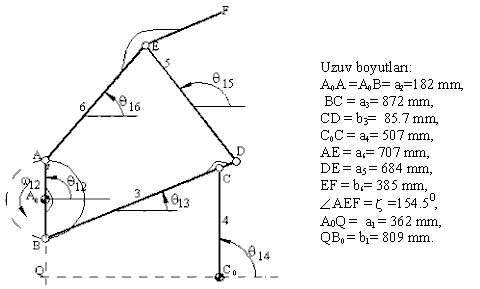 F
E
5
θ15
6
θ16
A
ω12
θ12
A0
D
C
3
θ13
B
4
θ14
Q
C0
Uzuv boyutları:
A0A =A0B= a2=182 mm,
BC = a3= 872 mm,
CD = b3= 85.7 mm,
C0C = a4= 507 mm,
AE = a6= 707 mm,
DE = a5 = 684 mm,
EF = b6= 385 mm,
∠AEF = ζ =154.5⁰,
A0Q = a1 = 362 mm,
QB0 = b1= 809 mm.